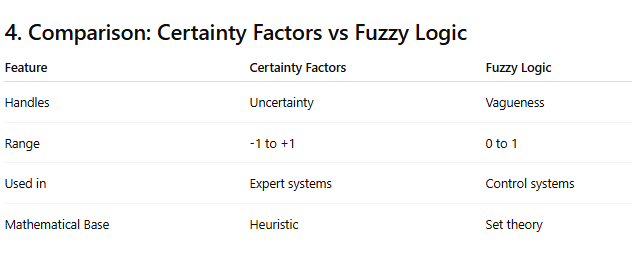 4. Comparison: Certainty Factors vs Fuzzy Logic
Feature Certainty Factors Fuzzy Logic
Handles Uncertainty Vagueness
Range -1 to +1 0 to 1
Used in Expert systems Control systems
Mathematical Base Heuristic Set theory